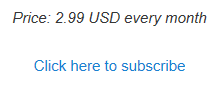 Price: 2.99 USD every month
Click here to subscribe